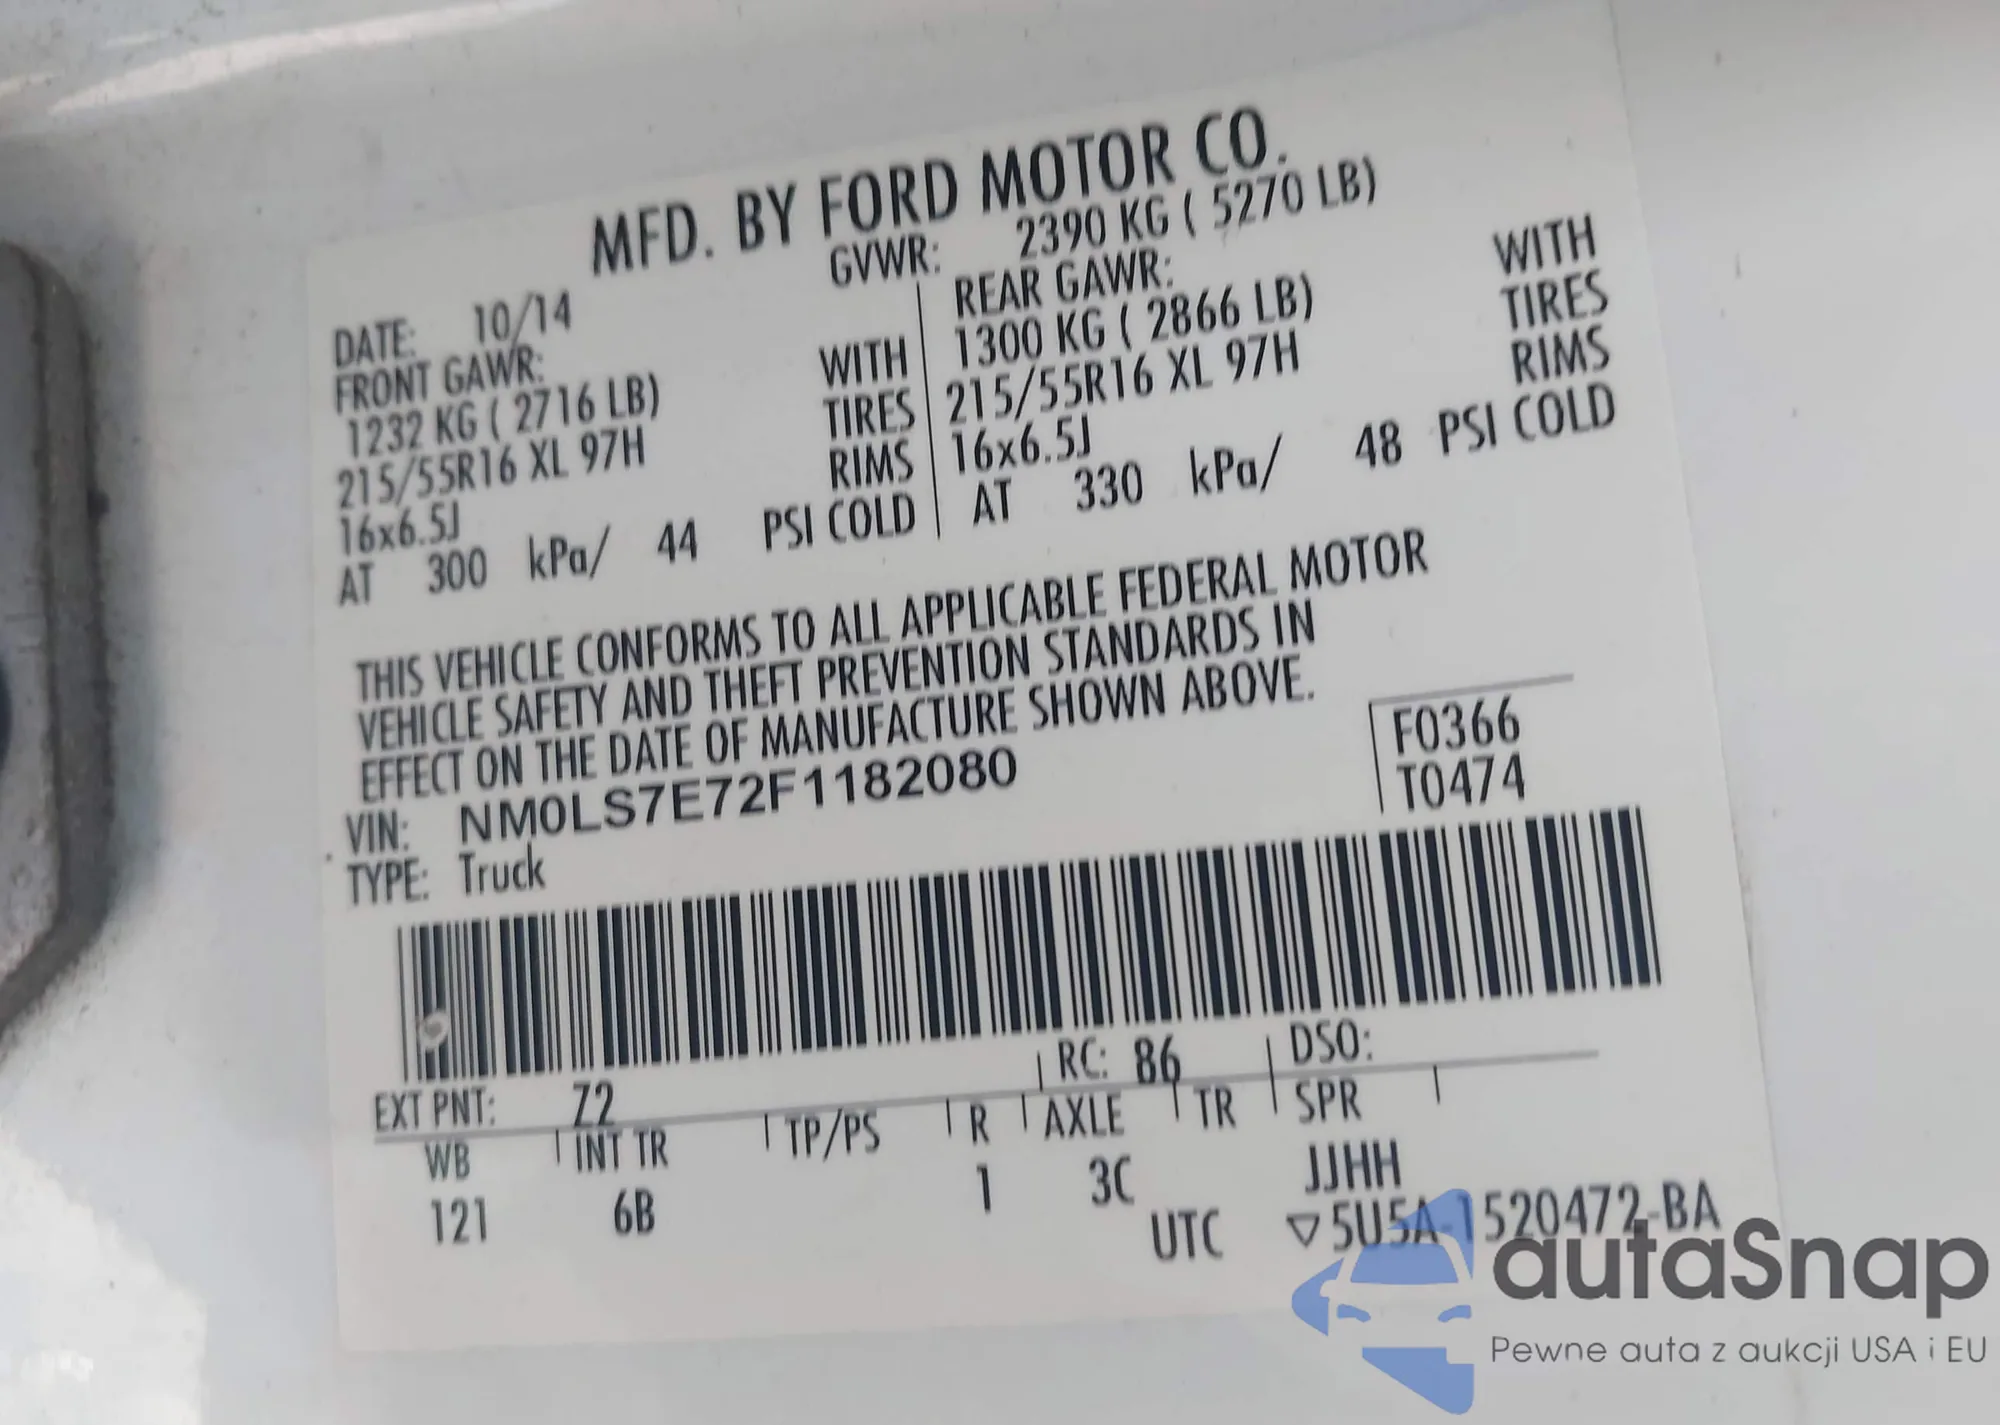 MFD. BY FORD MOTOR CO.
GVWR: 2390 KG ( 5270 LB)
DATE: 10/14
FRONT GAWR:
1232 KG ( 2716 LB) WITH
215/55R16 XL 97H TIRES
16x6.5J RIMS
AT 300 kPa/ 44 PSI COLD
REAR GAWR:
1300 KG ( 2866 LB) WITH
215/55R16 XL 97H TIRES
16x6.5J RIMS
AT 330 kPa/ 48 PSI COLD
THIS VEHICLE CONFORMS TO ALL APPLICABLE FEDERAL MOTOR
VEHICLE SAFETY AND THEFT PREVENTION STANDARDS IN
EFFECT ON THE DATE OF MANUFACTURE SHOWN ABOVE.
F0366
T0474
VIN: NM0LS7E72F1182080
TYPE: Truck
EXT PNT: Z2 RC: 86 DSO:
WB INT TR TP/PS R AXLE TR SPR
121 6B 1 3C JJHH
UTC ▽5U5A-1520472-BA
autaSnap
Pewne auta z aukcji USA i EU